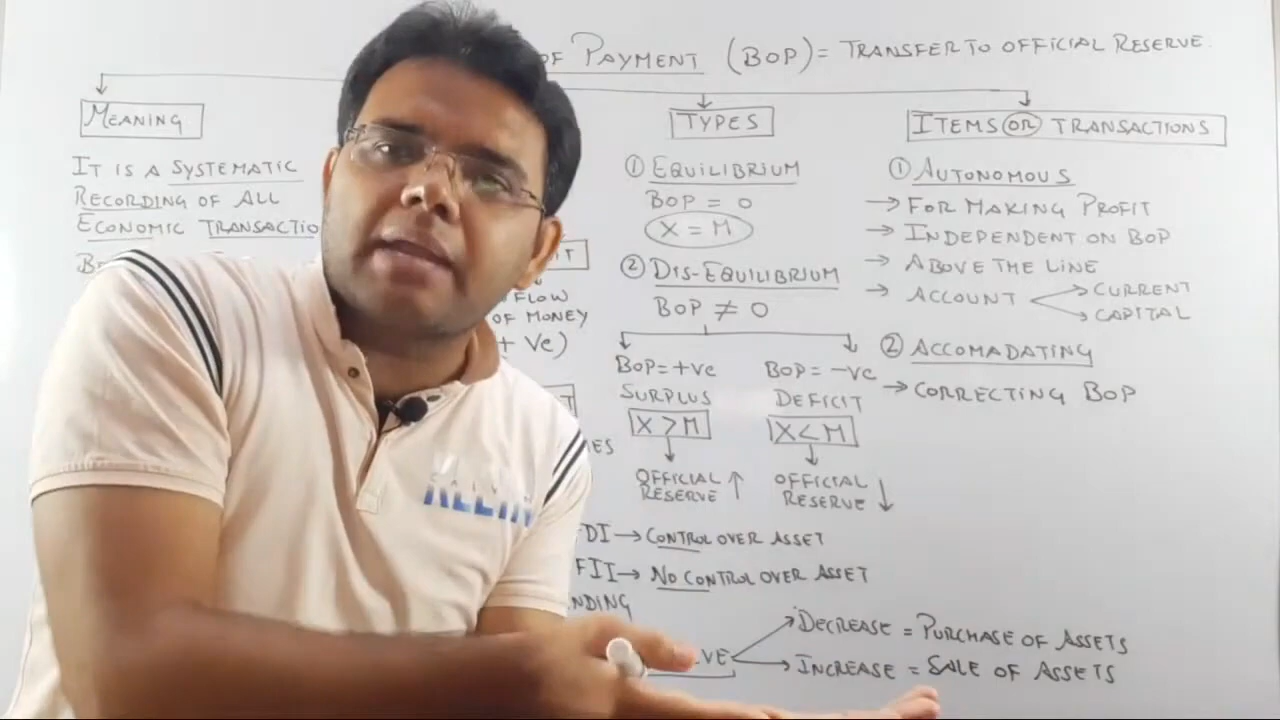 OF PAYMENT (BOP) = TRANSFER TO OFFICIAL RESERVE.
MEANING
IT IS A SYSTEMATIC
RECORDING OF ALL
ECONOMIC TRANSACTIO
FLOW
OF MONEY
+ Ve)
TYPES
① EQUILIBRIUM
BOP = 0
X = M
② DIS-EQUILIBRIUM
BOP ≠ 0
BOP = +ve
SURPLUS
X > M
OFFICIAL
RESERVE ↑
BOP = -ve
DEFICIT
X < M
OFFICIAL
RESERVE ↓
ITEMS OR TRANSACTIONS
① AUTONOMOUS
→ FOR MAKING PROFIT
→ INDEPENDENT ON BOP
→ ABOVE THE LINE
→ ACCOUNT → CURRENT
→ CAPITAL
② ACCOMADATING
→ CORRECTING BOP
FDI → CONTROL OVER ASSET
FII → NO CONTROL OVER ASSET
NDING
VE → DECREASE = PURCHASE OF ASSETS
→ INCREASE = SALE OF ASSETS